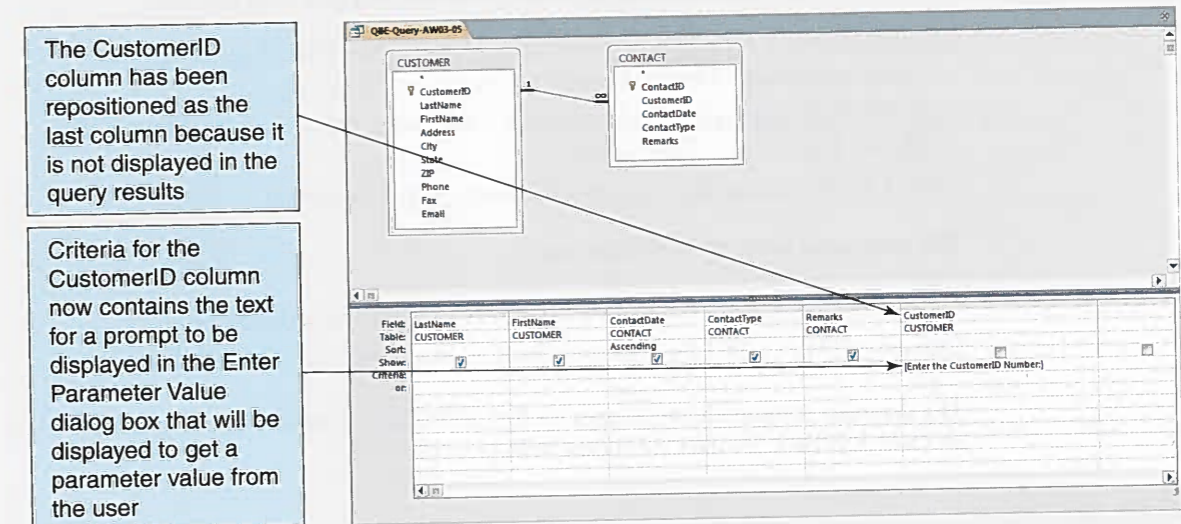 The CustomerID
column has been
repositioned as the
last column because it
is not displayed in the
query results
Criteria for the
CustomerID column
now contains the text
for a prompt to be
displayed in the Enter
Parameter Value
dialog box that will be
displayed to get a
parameter value from
the user
QBE-Query-AW03-05
CUSTOMER
*
CustomerID
LastName
FirstName
Address
City
State
ZIP
Phone
Fax
Email
1
∞
CONTACT
*
ContactID
CustomerID
ContactDate
ContactType
Remarks
Field: LastName FirstName ContactDate ContactType Remarks CustomerID
Table: CUSTOMER CUSTOMER CONTACT CONTACT CONTACT CUSTOMER
Sort: Ascending
Show:
Criteria: [Enter the CustomerID Number:]
or: